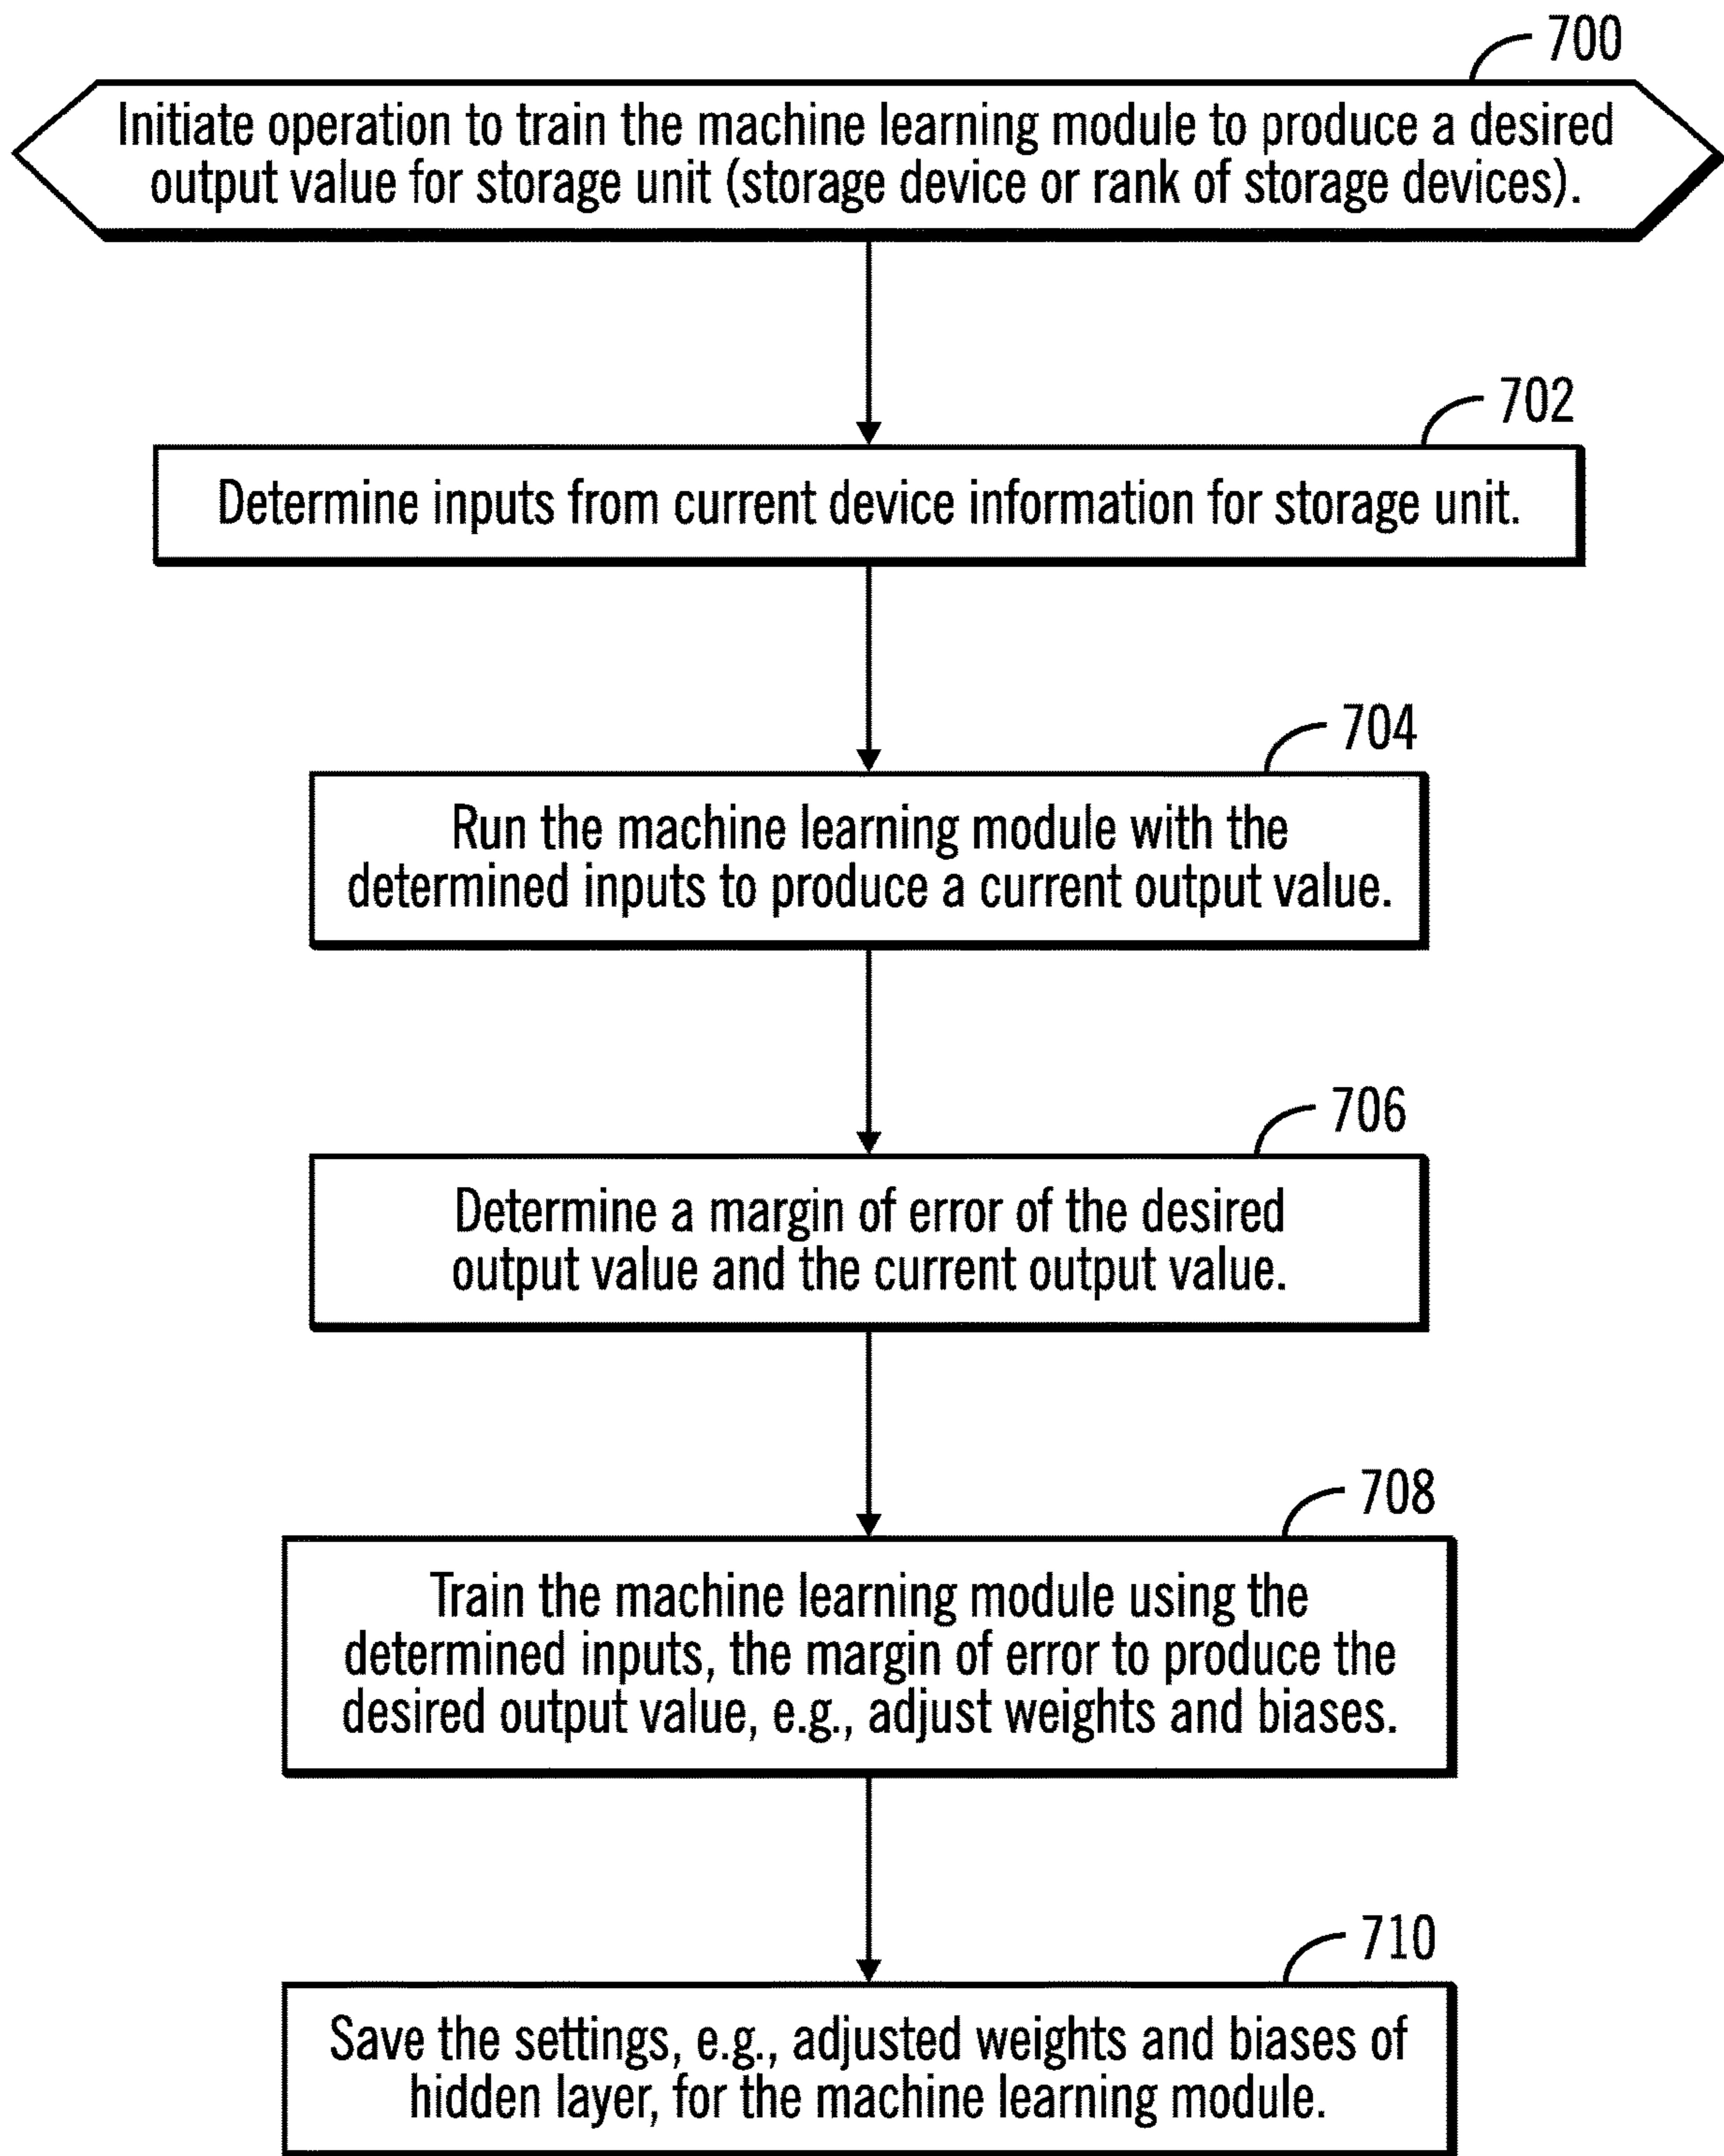 700
Initiate operation to train the machine learning module to produce a desired
output value for storage unit (storage device or rank of storage devices).
702
Determine inputs from current device information for storage unit.
704
Run the machine learning module with the
determined inputs to produce a current output value.
706
Determine a margin of error of the desired
output value and the current output value.
708
Train the machine learning module using the
determined inputs, the margin of error to produce the
desired output value, e.g., adjust weights and biases.
710
Save the settings, e.g., adjusted weights and biases of
hidden layer, for the machine learning module.